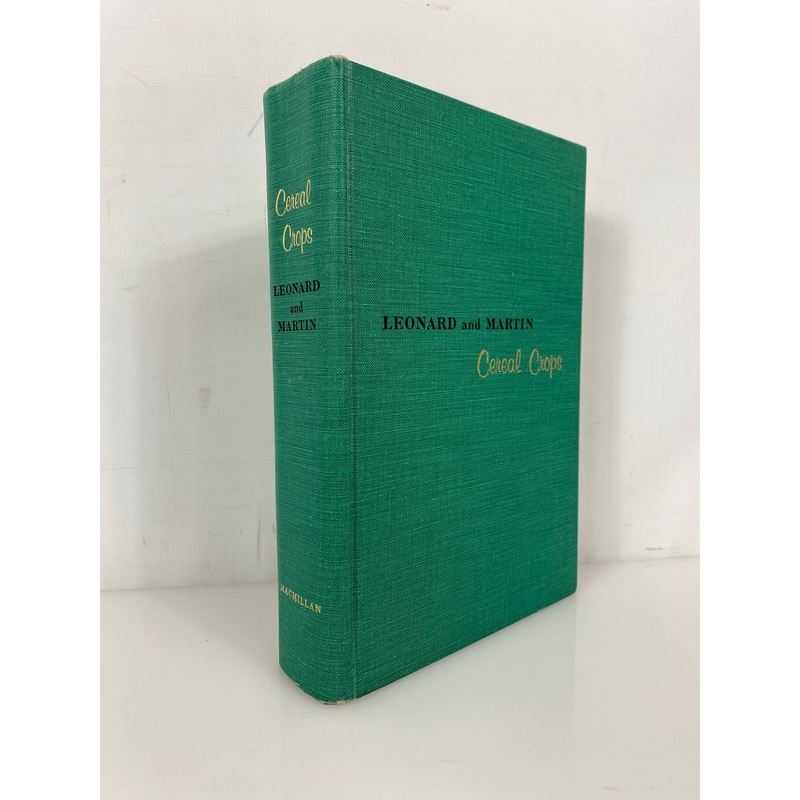 Cereal
Crops
LEONARD
and
MARTIN
MACMILLAN
LEONARD and MARTIN
Cereal Crops